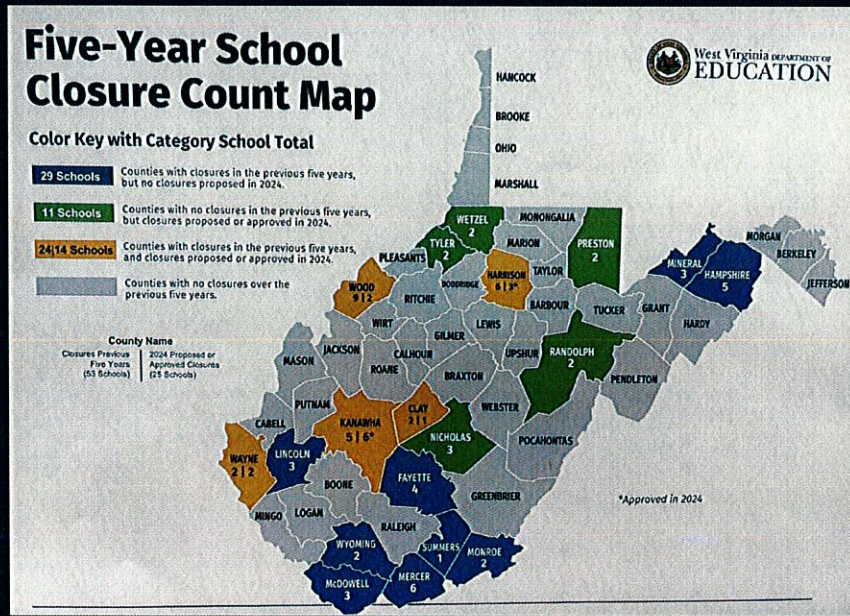 Five-Year School
Closure Count Map
West Virginia DEPARTMENT OF
EDUCATION
Color Key with Category School Total
29 Schools
Counties with closures in the previous five years,
but no closures proposed in 2024.
11 Schools
Counties with no closures in the previous five years,
but closures proposed or approved in 2024.
24|14 Schools
Counties with closures in the previous five years,
and closures proposed or approved in 2024.
Counties with no closures over the
previous five years.
County Name
Closures Previous
Five Years
(53 Schools)
2024 Proposed or
Approved Closures
(25 Schools)
HANCOCK
BROOKE
OHIO
MARSHALL
WETZEL
2
MONONGALIA
TYLER
2
MARION
PRESTON
2
MORGAN
BERKELEY
JEFFERSON
PLEASANTS
MINERAL
3
HAMPSHIRE
5
WOOD
9 | 2
DODDRIDGE
HARRISON
6 | 3*
TAYLOR
RITCHIE
BARBOUR
TUCKER
GRANT
HARDY
WIRT
GILMER
LEWIS
JACKSON
CALHOUN
UPSHUR
RANDOLPH
2
MASON
ROANE
BRAXTON
PENDLETON
PUTNAM
WEBSTER
CABELL
KANAWHA
5 | 6*
CLAY
2 | 1
NICHOLAS
3
POCAHONTAS
WAYNE
2 | 2
LINCOLN
3
BOONE
FAYETTE
4
GREENBRIER
*Approved in 2024
MINGO
LOGAN
RALEIGH
WYOMING
2
SUMMERS
1
MONROE
2
McDOWELL
3
MERCER
6